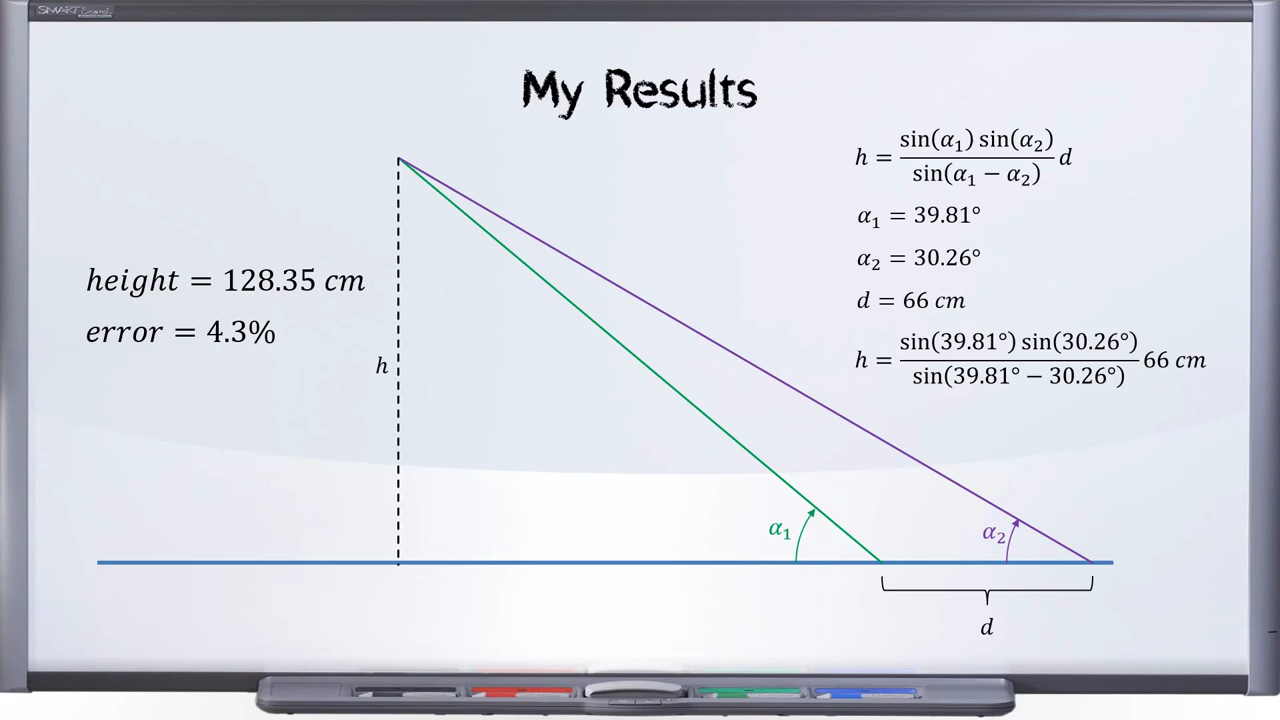 SMART Board
My Results
h = sin(α₁) sin(α₂) / sin(α₁ − α₂) d
α₁ = 39.81°
α₂ = 30.26°
d = 66 cm
h = sin(39.81°) sin(30.26°) / sin(39.81° − 30.26°) 66 cm
height = 128.35 cm
error = 4.3%
h
α₁
α₂
d